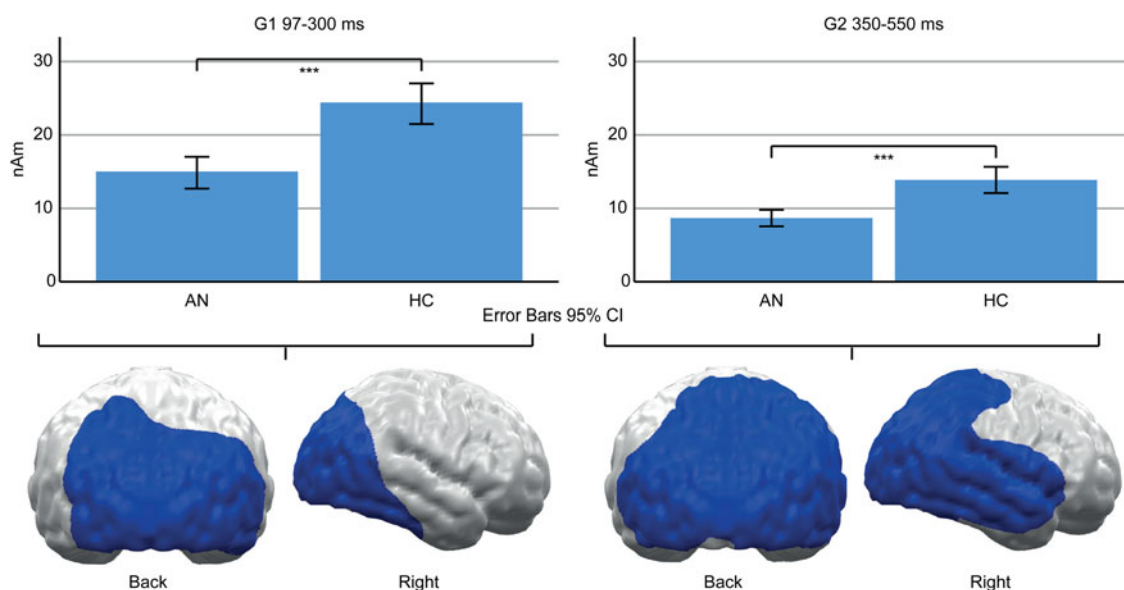 G1 97-300 ms
G2 350-550 ms
30
20
10
0
nAm
***
AN
HC
30
20
10
0
nAm
***
AN
HC
Error Bars 95% CI
Back
Right
Back
Right